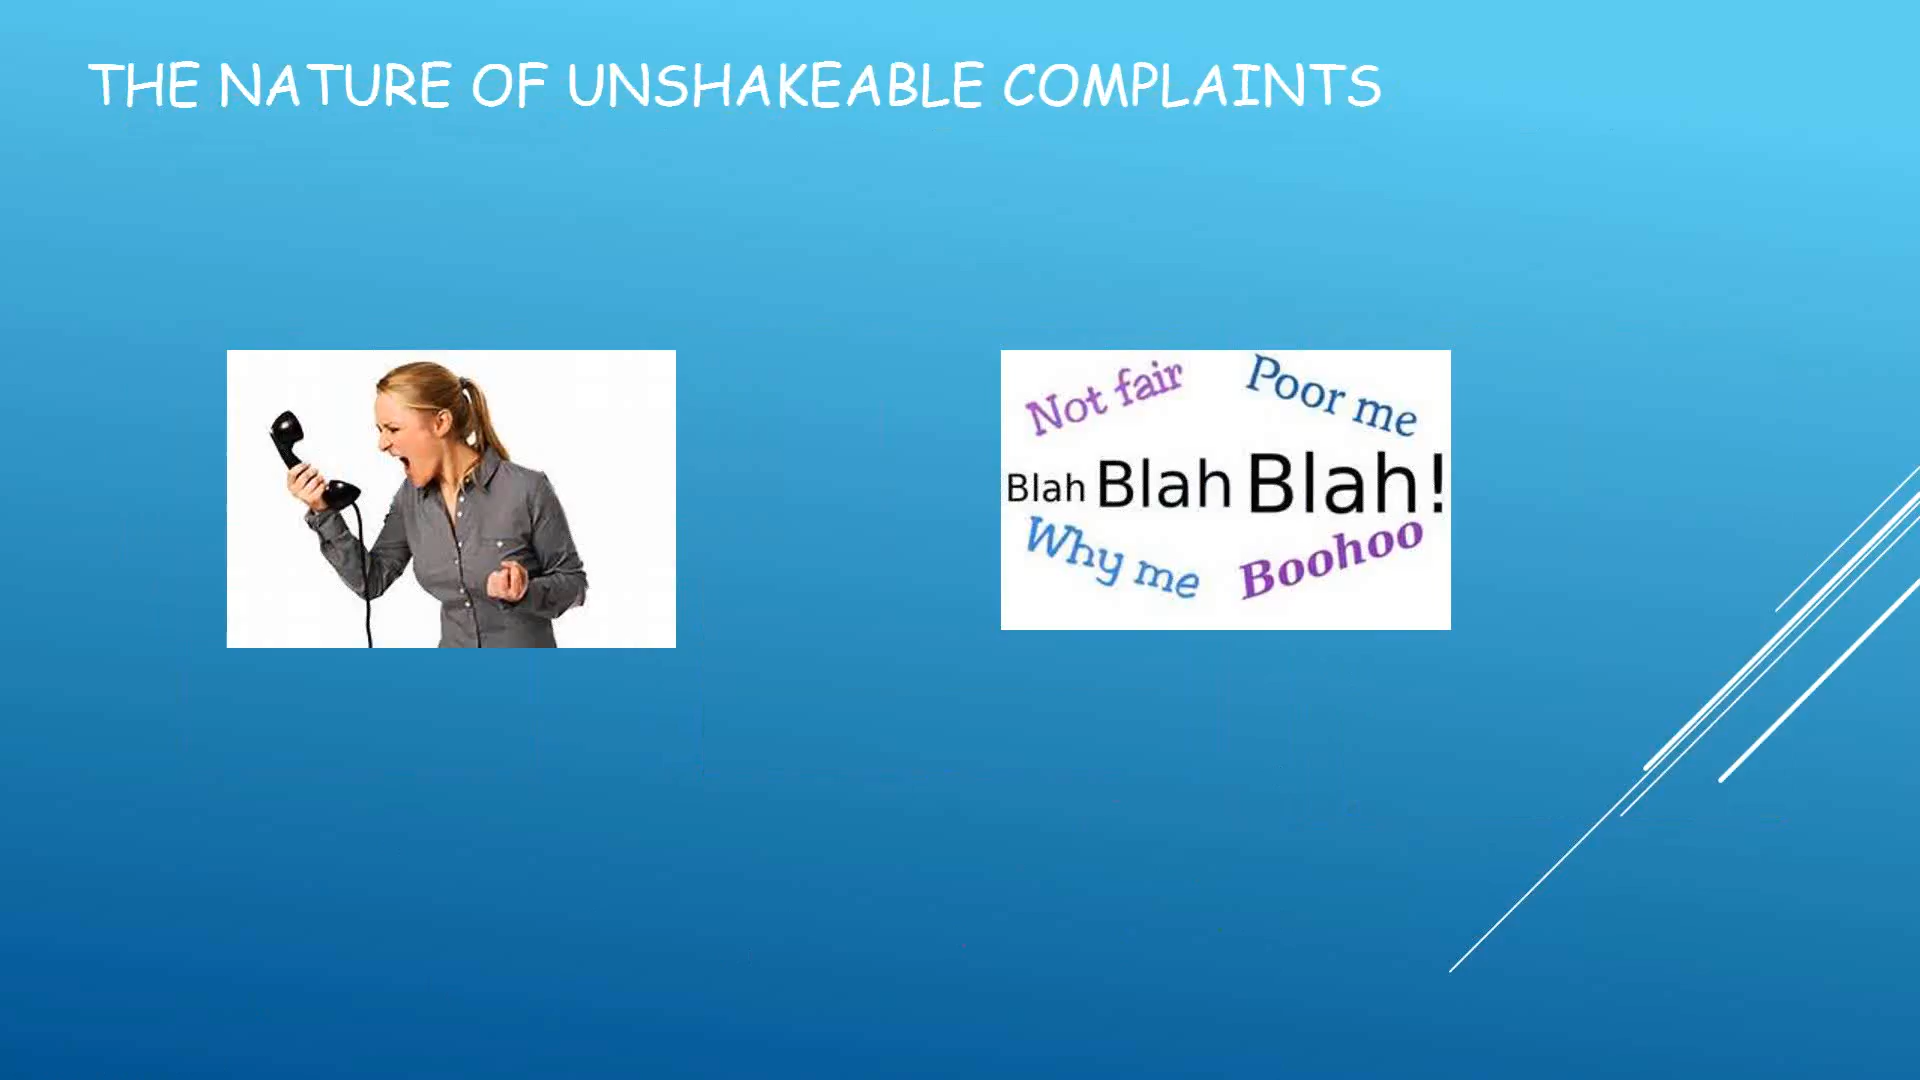 THE NATURE OF UNSHAKEABLE COMPLAINTS
Not fair
Poor me
Blah Blah Blah!
Why me
Boohoo